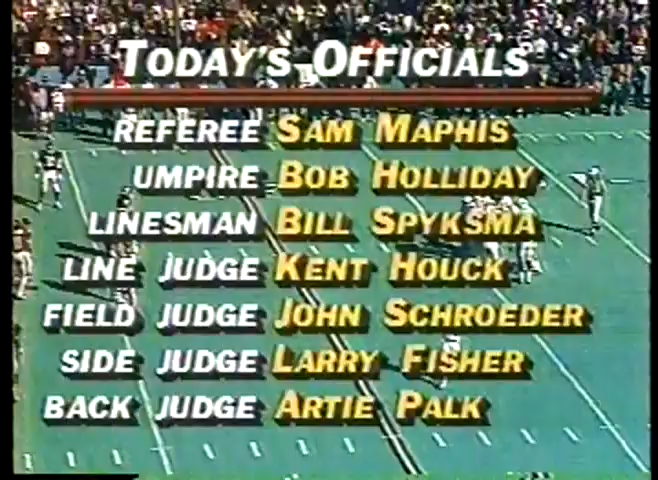 TODAY'S OFFICIALS
REFEREE SAM MAPHIS
UMPIRE BOB HOLLIDAY
LINESMAN BILL SPYKSMA
LINE JUDGE KENT HOUCK
FIELD JUDGE JOHN SCHROEDER
SIDE JUDGE LARRY FISHER
BACK JUDGE ARTIE PALK